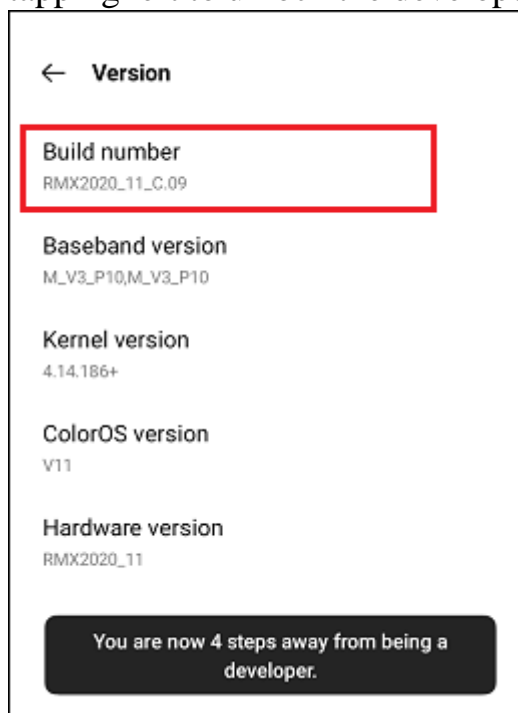 ← Version
Build number
RMX2020_11_C.09
Baseband version
M_V3_P10,M_V3_P10
Kernel version
4.14.186+
ColorOS version
V11
Hardware version
RMX2020_11
You are now 4 steps away from being a
developer.